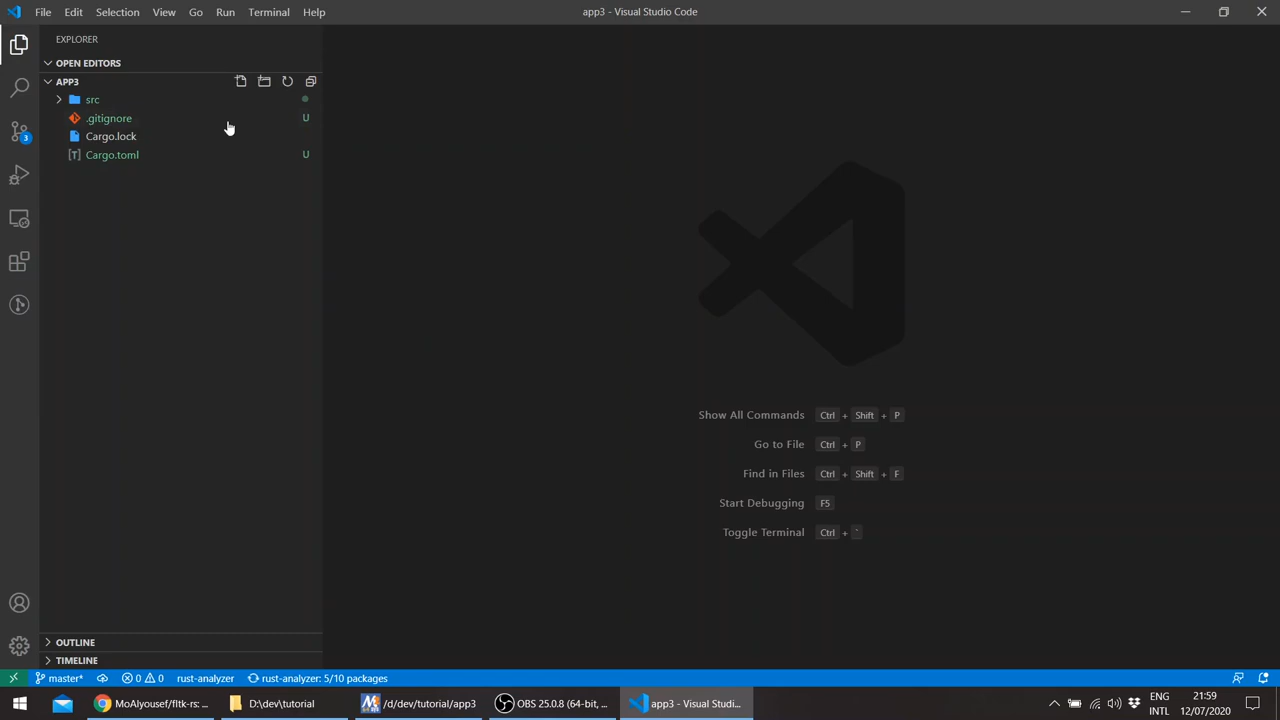 File Edit Selection View Go Run Terminal Help
app3 - Visual Studio Code
EXPLORER
OPEN EDITORS
APP3
src
.gitignore U
Cargo.lock
[T] Cargo.toml U
3
Show All Commands Ctrl + Shift + P
Go to File Ctrl + P
Find in Files Ctrl + Shift + F
Start Debugging F5
Toggle Terminal Ctrl + `
OUTLINE
TIMELINE
master* 0 0 rust-analyzer rust-analyzer: 5/10 packages
MoAlyousef/fltk-rs: ... D:\dev\tutorial /d/dev/tutorial/app3 OBS 25.0.8 (64-bit, ... app3 - Visual Studi...
ENG
INTL
21:59
12/07/2020